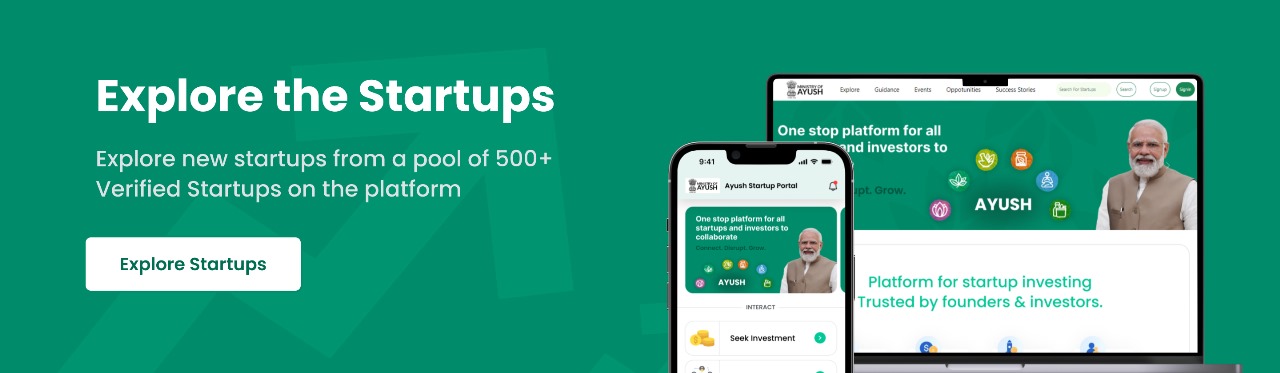 Explore the Startups
Explore new startups from a pool of 500+
Verified Startups on the platform
Explore Startups
9:41
MINISTRY OF
AYUSH
Ayush Startup Portal
One stop platform for all
startups and investors to
collaborate
Connect. Disrupt. Grow.
AYUSH
INTERACT
Seek Investment
MINISTRY OF
AYUSH
Explore Guidance Events Oppotunities Success Stories
Search For Startups
Search
Signup
Signin
One stop platform for all
and investors to
upt. Grow.
AYUSH
Platform for startup investing
Trusted by founders & investors.